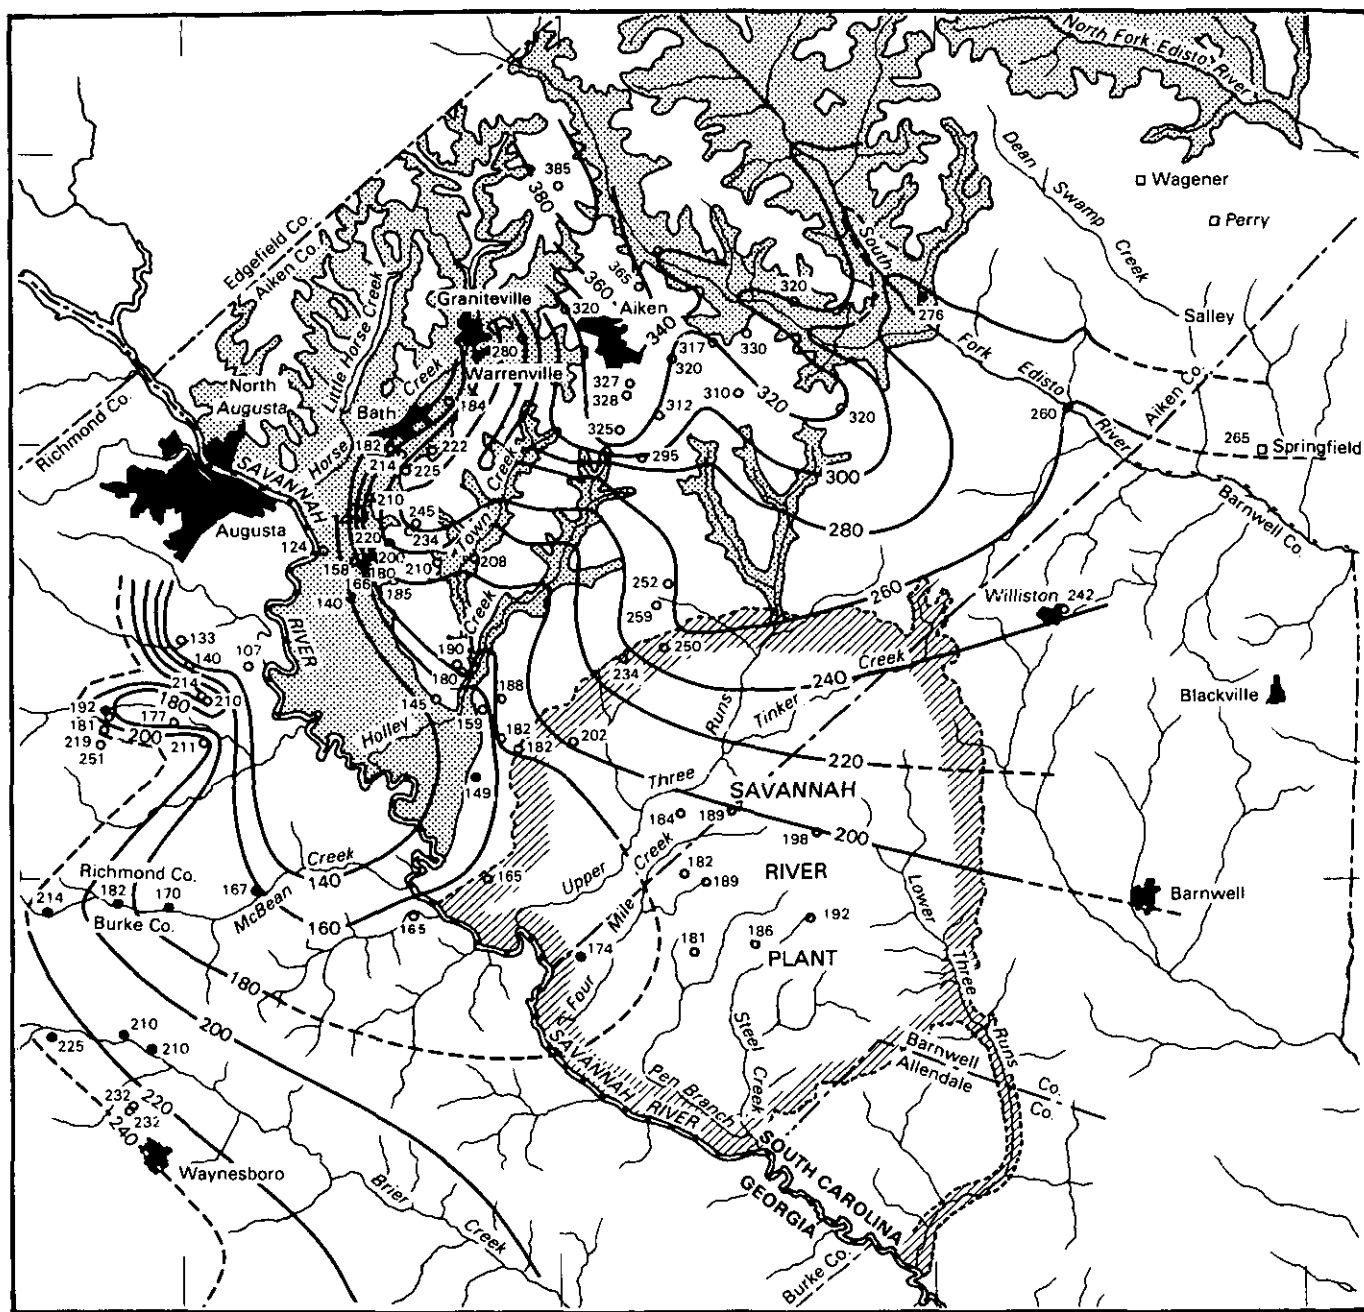 North Fork Edisto River
Dean Swamp Creek
Wagener
Perry
385
380
Edgefield Co.
Aiken Co.
South
365
360
320
276
Little Horse Creek
Graniteville
320
Aiken
340
Salley
317
330
280
Warrenville
320
Fork
Edisto
River
Aiken Co.
North
Augusta
Creek
327
328
310
320
Richmond Co.
Bath
184
312
320
260
Horse
182
222
325
265
Springfield
SAVANNAH
214
225
Creek
295
300
210
280
Barnwell Co.
Augusta
245
234
Town
220
124
200
208
158
180
210
252
260
166
185
Williston
242
140
259
RIVER
Creek
133
190
250
107
140
180
234
Creek
240
214
210
188
Runs
Tinker
Blackville
192
180
145
159
181
177
Holley
182
202
219
200
211
182
220
251
Three
149
SAVANNAH
184
189
198
200
Creek
Creek
Richmond Co.
140
Upper
182
RIVER
Lower
Barnwell
214
182
170
167
165
189
Burke Co.
McBean
160
165
Mile
192
186
174
181
PLANT
Three
180
Four
200
Steel
Runs
225
210
210
SAVANNAH RIVER
Pen Branch
Creek
Barnwell Co.
Allendale Co.
232
232
220
240
Waynesboro
SOUTH CAROLINA
GEORGIA
Brier
Creek
Burke Co.